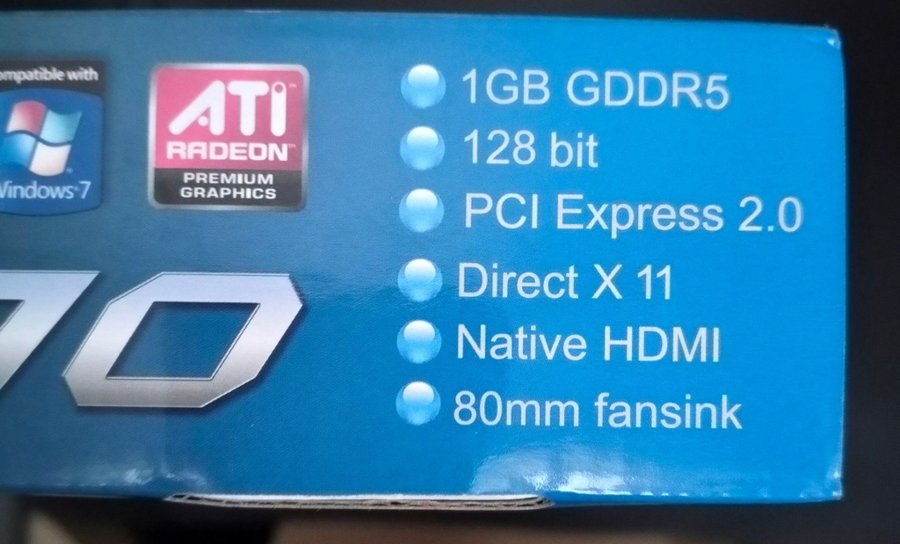 ompatible with
Windows 7
ATI
RADEON
PREMIUM
GRAPHICS
70
1GB GDDR5
128 bit
PCI Express 2.0
Direct X 11
Native HDMI
80mm fansink